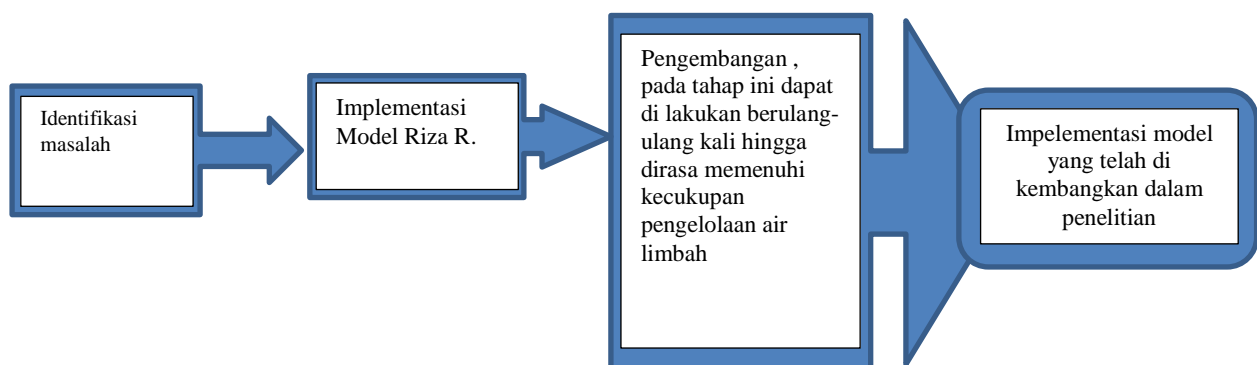 Identifikasi
masalah
Implementasi
Model Riza R.
Pengembangan ,
pada tahap ini dapat
di lakukan berulang-
ulang kali hingga
dirasa memenuhi
kecukupan
pengelolaan air
limbah
Impelementasi model
yang telah di
kembangkan dalam
penelitian